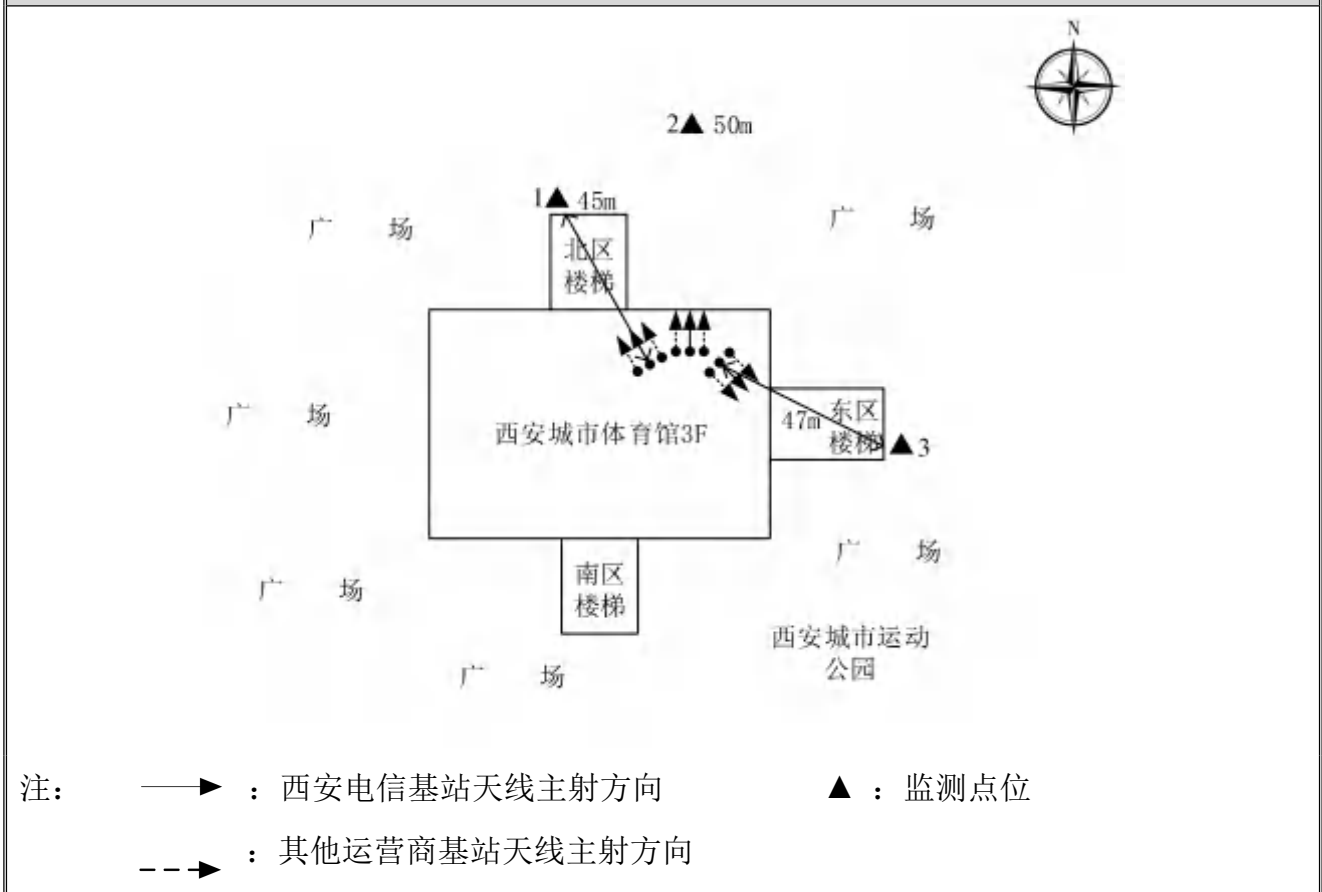 N
2▲ 50m
1▲ 45m
广 场
广 场
北区
楼梯
广 场
47m
东区
楼梯
▲3
西安城市体育馆3F
广 场
广 场
南区
楼梯
西安城市运动
公园
广 场
注： ：西安电信基站天线主射方向 ▲：监测点位
：其他运营商基站天线主射方向